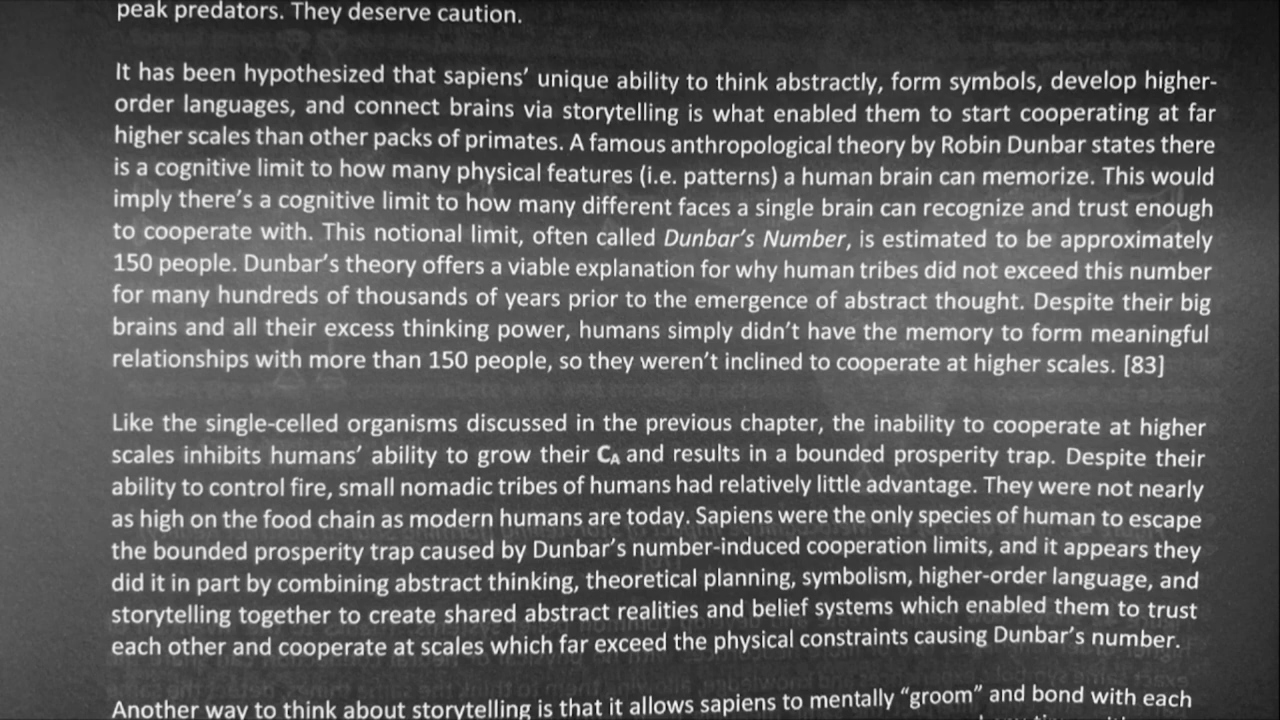 peak predators. They deserve caution.
It has been hypothesized that sapiens’ unique ability to think abstractly, form symbols, develop higher-
order languages, and connect brains via storytelling is what enabled them to start cooperating at far
higher scales than other packs of primates. A famous anthropological theory by Robin Dunbar states there
is a cognitive limit to how many physical features (i.e. patterns) a human brain can memorize. This would
imply there’s a cognitive limit to how many different faces a single brain can recognize and trust enough
to cooperate with. This notional limit, often called Dunbar’s Number, is estimated to be approximately
150 people. Dunbar’s theory offers a viable explanation for why human tribes did not exceed this number
for many hundreds of thousands of years prior to the emergence of abstract thought. Despite their big
brains and all their excess thinking power, humans simply didn’t have the memory to form meaningful
relationships with more than 150 people, so they weren’t inclined to cooperate at higher scales. [83]
Like the single-celled organisms discussed in the previous chapter, the inability to cooperate at higher
scales inhibits humans’ ability to grow their CA and results in a bounded prosperity trap. Despite their
ability to control fire, small nomadic tribes of humans had relatively little advantage. They were not nearly
as high on the food chain as modern humans are today. Sapiens were the only species of human to escape
the bounded prosperity trap caused by Dunbar’s number-induced cooperation limits, and it appears they
did it in part by combining abstract thinking, theoretical planning, symbolism, higher-order language, and
storytelling together to create shared abstract realities and belief systems which enabled them to trust
each other and cooperate at scales which far exceed the physical constraints causing Dunbar’s number.
Another way to think about storytelling is that it allows sapiens to mentally “groom” and bond with each